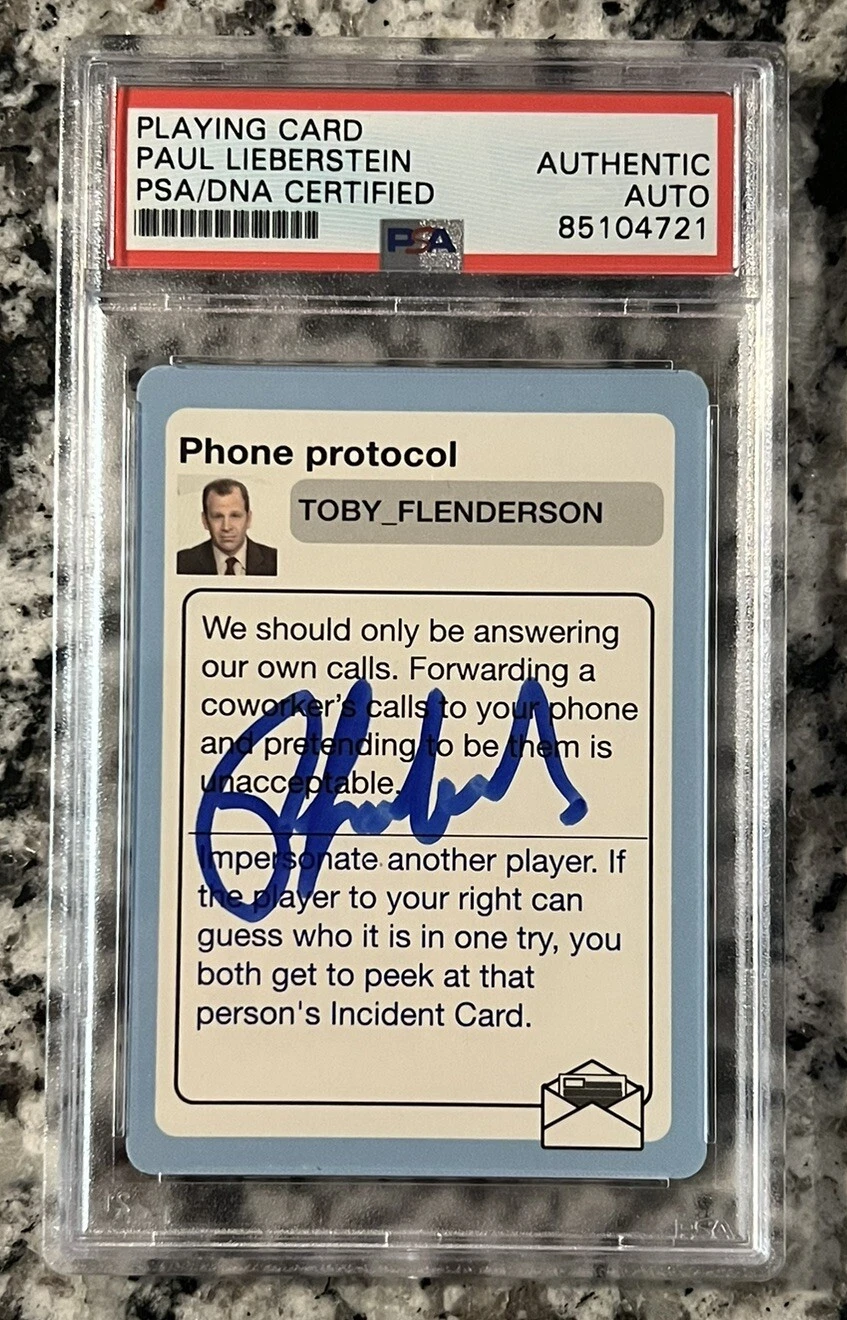 PLAYING CARD
PAUL LIEBERSTEIN
PSA/DNA CERTIFIED
AUTHENTIC
AUTO
85104721
PSA
Phone protocol
TOBY_FLENDERSON
We should only be answering
our own calls. Forwarding a
coworker's calls to your phone
and pretending to be them is
unacceptable.
Impersonate another player. If
the player to your right can
guess who it is in one try, you
both get to peek at that
person's Incident Card.
PSA